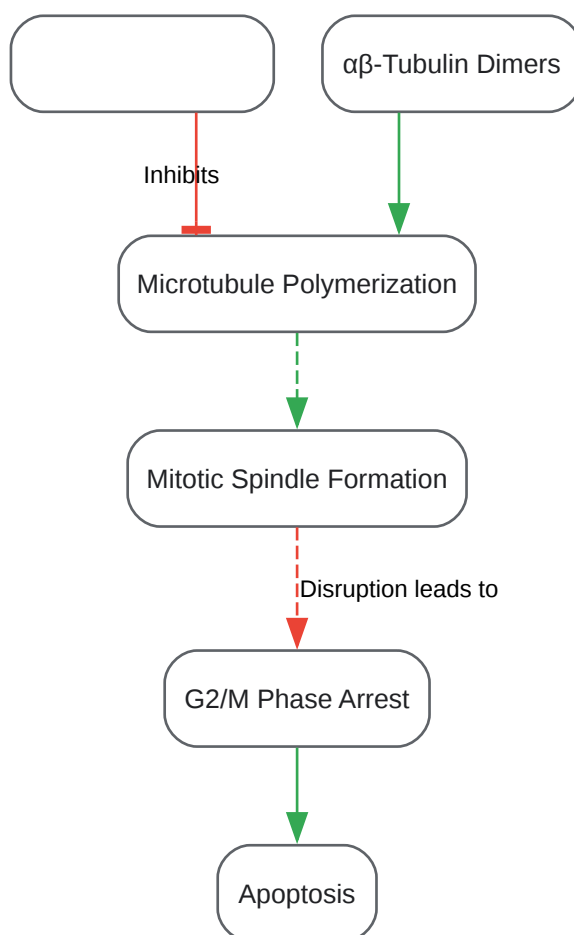 αβ-Tubulin Dimers
Inhibits
Microtubule Polymerization
Mitotic Spindle Formation
Disruption leads to
G2/M Phase Arrest
Apoptosis